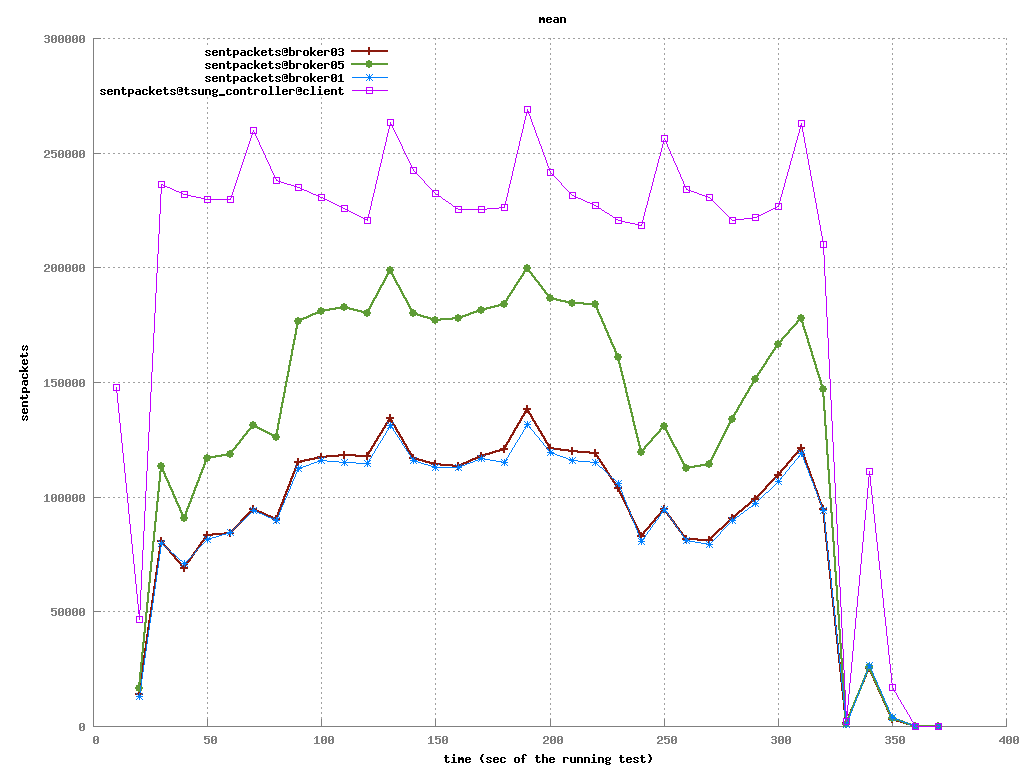 mean
300000
sentpackets@broker03
sentpackets@broker05
sentpackets@broker01
sentpackets@tsung_controller@client
250000
200000
150000
100000
50000
0
sentpackets
0 50 100 150 200 250 300 350 400
time (sec of the running test)